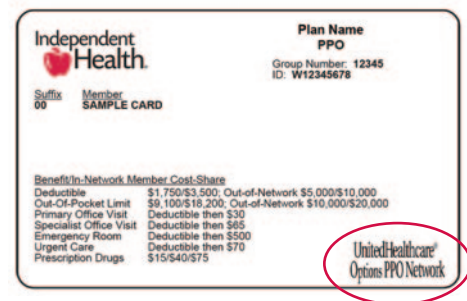 Independent
Health.
Plan Name
PPO
Group Number: 12345
ID: W12345678
Suffix Member
00 SAMPLE CARD
Benefit/In-Network Member Cost-Share
Deductible $1,750/$3,500; Out-of-Network $5,000/$10,000
Out-Of-Pocket Limit $9,100/$18,200; Out-of-Network $10,000/$20,000
Primary Office Visit Deductible then $30
Specialist Office Visit Deductible then $65
Emergency Room Deductible then $500
Urgent Care Deductible then $70
Prescription Drugs $15/$40/$75
UnitedHealthcare®
Options PPO Network